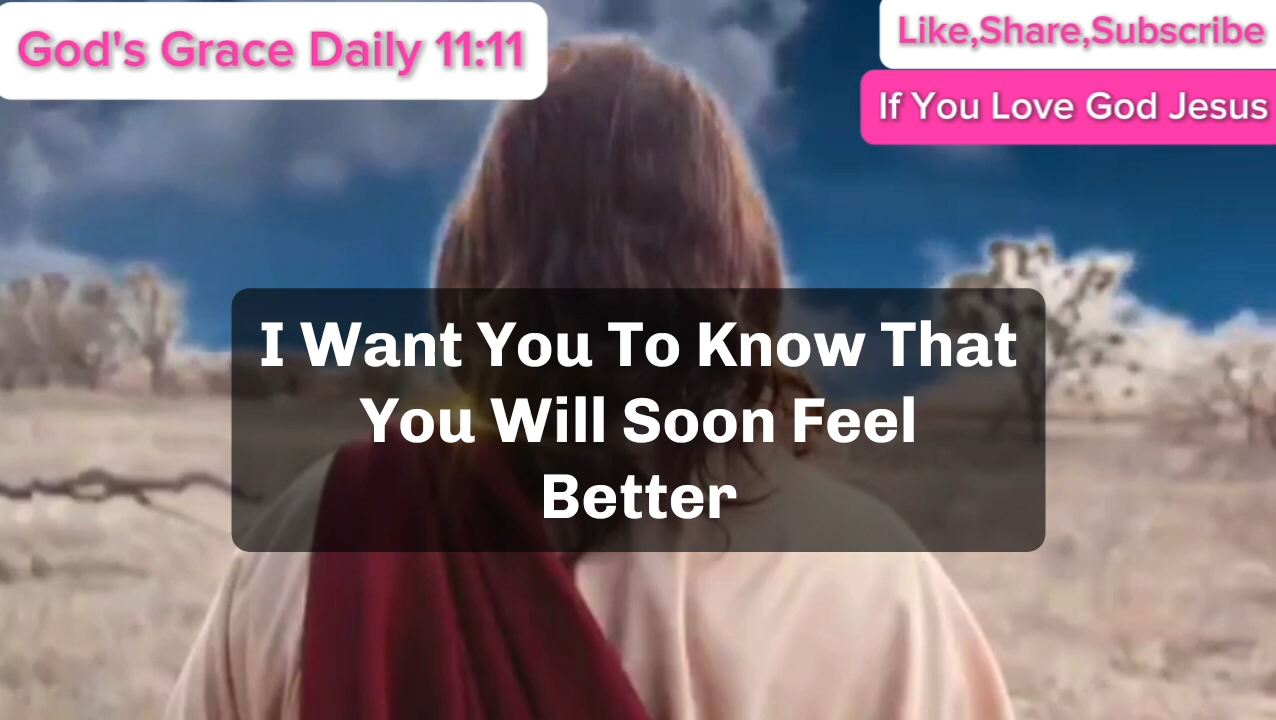 God's Grace Daily 11:11
Like,Share,Subscribe
If You Love God Jesus
I Want You To Know That
You Will Soon Feel
Better